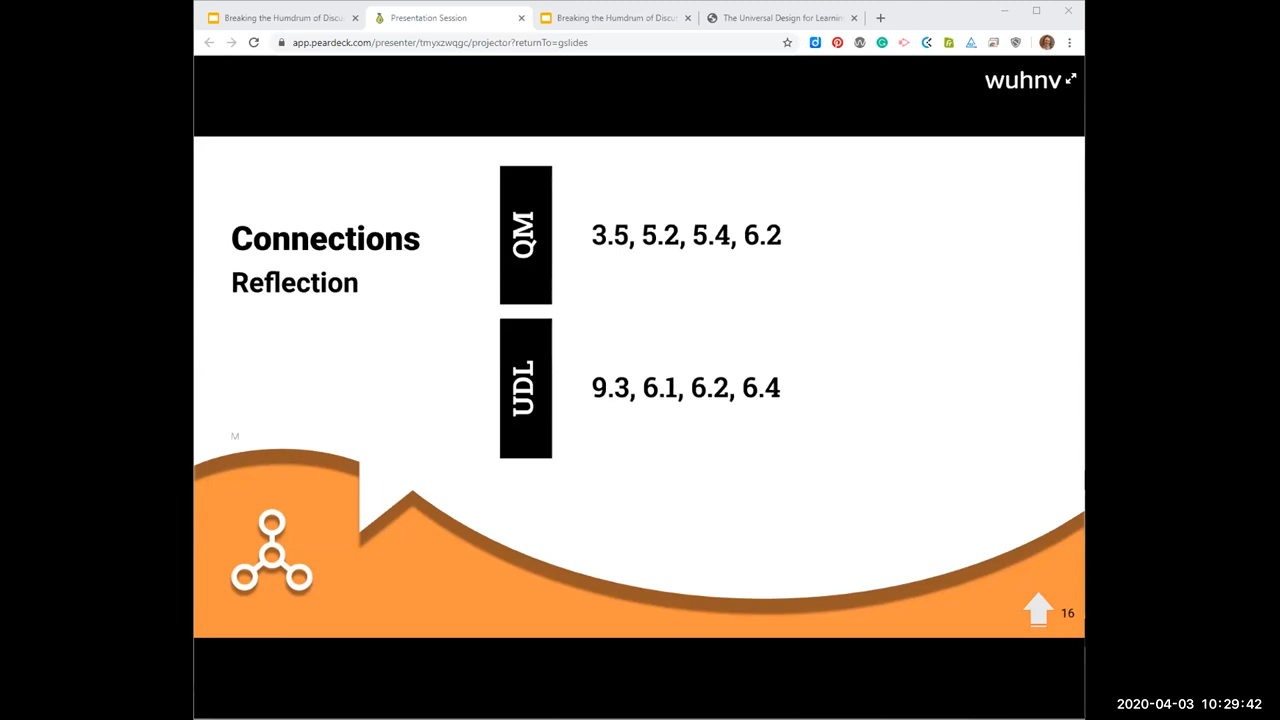 Breaking the Humdrum of Discus
Presentation Session
Breaking the Humdrum of Discus
The Universal Design for Learnin
app.peardeck.com/presenter/tmyxzwqgc/projector?returnTo=gslides
wuhnv
Connections
Reflection
QM
3.5, 5.2, 5.4, 6.2
UDL
9.3, 6.1, 6.2, 6.4
M
16
2020-04-03 10:29:42